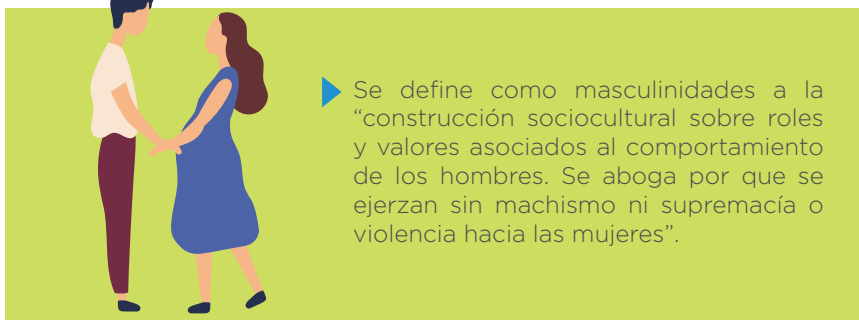 Se define como masculinidades a la
“construcción sociocultural sobre roles
y valores asociados al comportamiento
de los hombres. Se aboga por que se
ejerzan sin machismo ni supremacía o
violencia hacia las mujeres”.